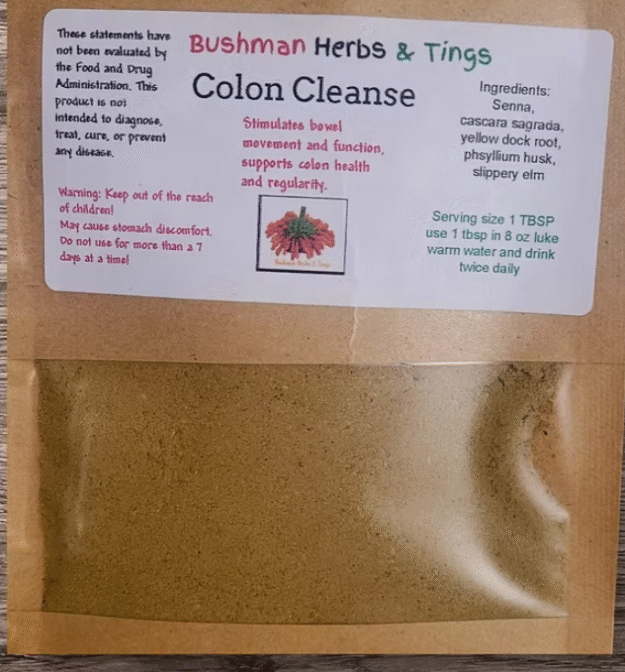 These statements have
not been evaluated by
the Food and Drug
Administration. This
product is not
intended to diagnose,
treat, cure, or prevent
any disease.
Warning: Keep out of the reach
of children!
May cause stomach discomfort.
Do not use for more than a 7
days at a time!
Bushman Herbs & Tings
Colon Cleanse
Stimulates bowel
movement and function,
supports colon health
and regularity.
Bushman Herbs & Tings
Ingredients:
Senna,
cascara sagrada,
yellow dock root,
phsyllium husk,
slippery elm
Serving size 1 TBSP
use 1 tbsp in 8 oz luke
warm water and drink
twice daily